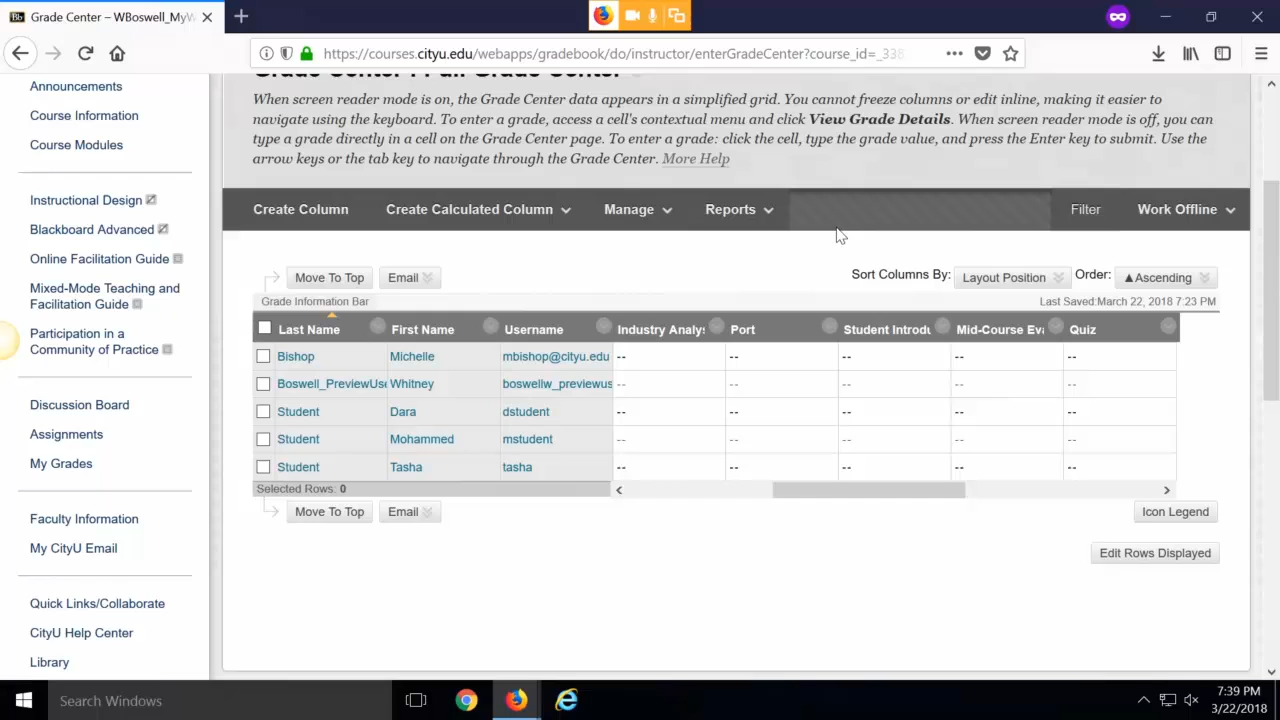 Grade Center – WBoswell_MyW
https://courses.cityu.edu/webapps/gradebook/do/instructor/enterGradeCenter?course_id=_338
Announcements
Course Information
Course Modules
Instructional Design
Blackboard Advanced
Online Facilitation Guide
Mixed-Mode Teaching and
Facilitation Guide
Participation in a
Community of Practice
Discussion Board
Assignments
My Grades
Faculty Information
My CityU Email
Quick Links/Collaborate
CityU Help Center
Library
Grade Center : Full Grade Center
When screen reader mode is on, the Grade Center data appears in a simplified grid. You cannot freeze columns or edit inline, making it easier to
navigate using the keyboard. To enter a grade, access a cell's contextual menu and click View Grade Details. When screen reader mode is off, you can
type a grade directly in a cell on the Grade Center page. To enter a grade: click the cell, type the grade value, and press the Enter key to submit. Use the
arrow keys or the tab key to navigate through the Grade Center. More Help
Create Column Create Calculated Column Manage Reports Filter Work Offline
Move To Top Email Sort Columns By: Layout Position Order: ▲Ascending
Grade Information Bar Last Saved:March 22, 2018 7:23 PM
Last Name First Name Username Industry Analys Port Student Introdu Mid-Course Eva Quiz
Bishop Michelle mbishop@cityu.edu -- -- -- -- --
Boswell_PreviewUse Whitney boswellw_previewus -- -- -- -- --
Student Dara dstudent -- -- -- -- --
Student Mohammed mstudent -- -- -- -- --
Student Tasha tasha -- -- -- -- --
Selected Rows: 0
Move To Top Email Icon Legend
Edit Rows Displayed
Search Windows
7:39 PM
3/22/2018